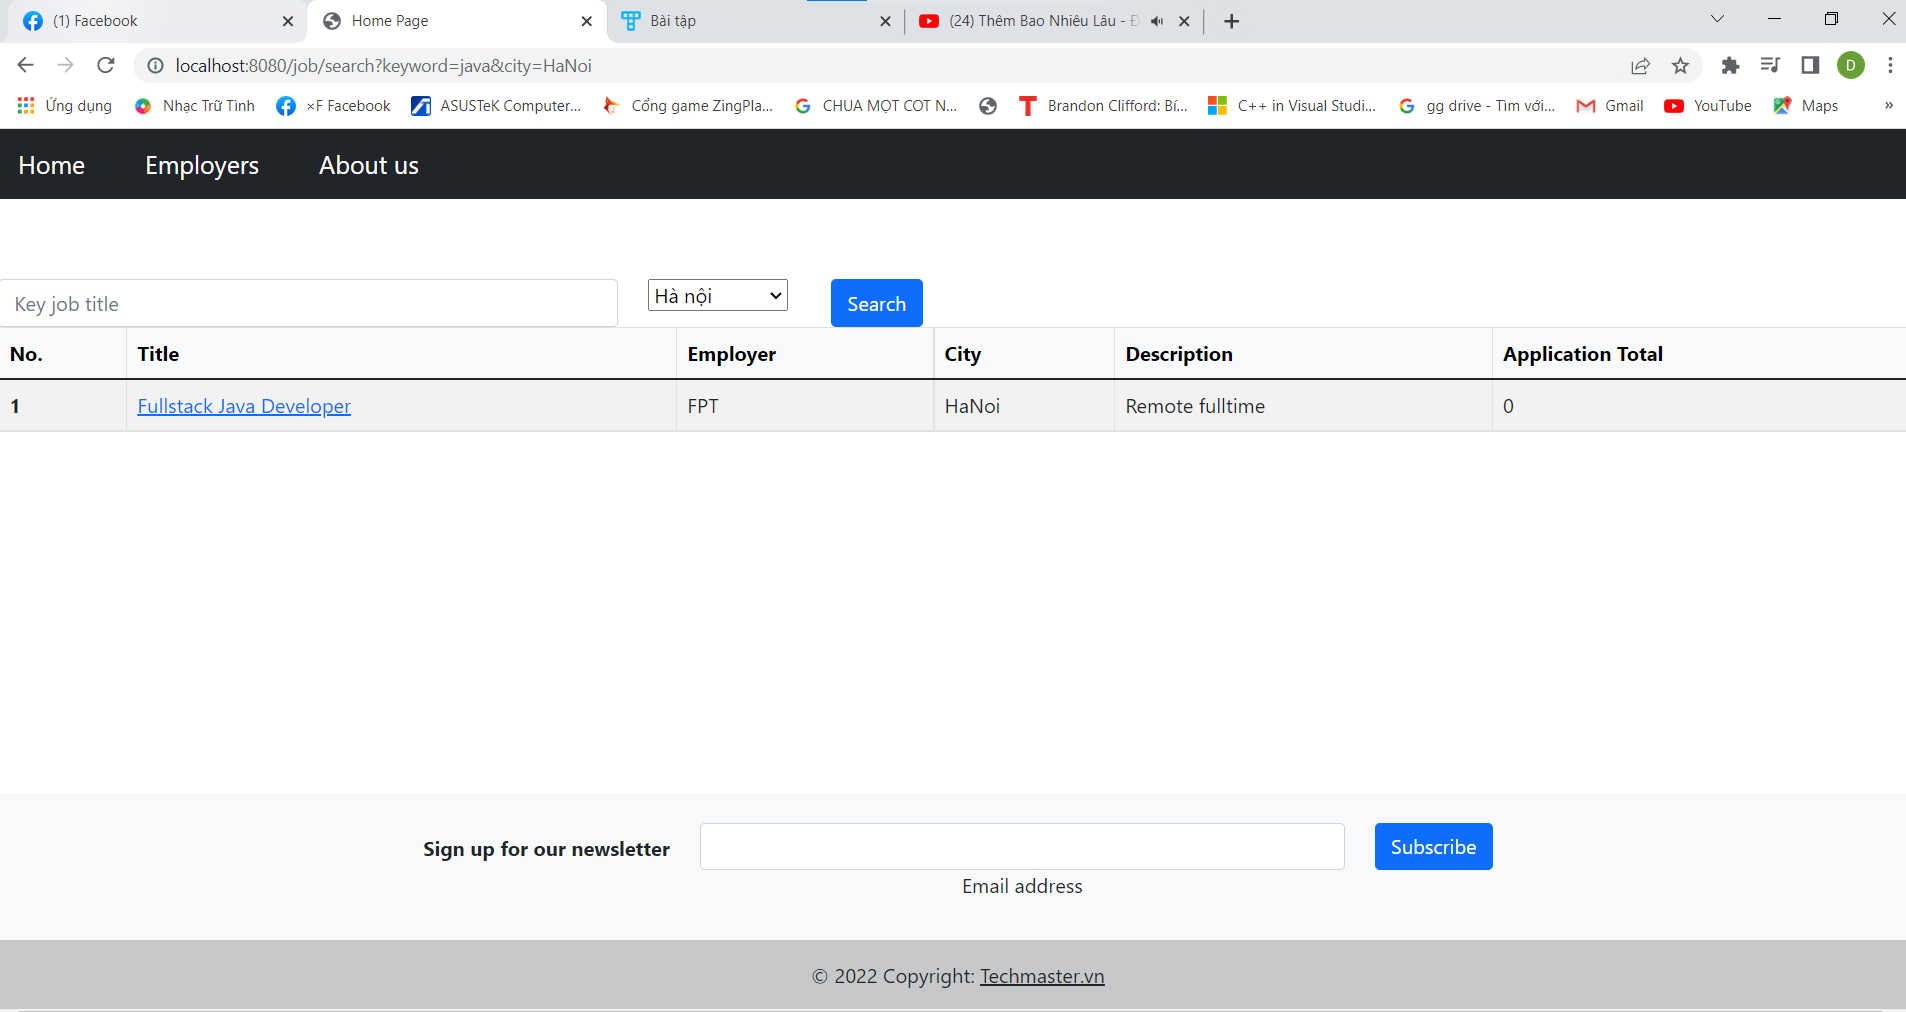 (1) Facebook
Home Page
Bài tập
(24) Thêm Bao Nhiêu Lâu - Đ
localhost:8080/job/search?keyword=java&city=HaNoi
D
Ứng dụng
Nhạc Trữ Tình
×F Facebook
ASUSTeK Computer...
Cổng game ZingPla...
CHUA MỘT COT N...
Brandon Clifford: Bí...
C++ in Visual Studi...
gg drive - Tìm với...
Gmail
YouTube
Maps
»
Home Employers About us
Key job title
Hà nội
Search
No. Title Employer City Description Application Total
1 Fullstack Java Developer FPT HaNoi Remote fulltime 0
Sign up for our newsletter
Subscribe
Email address
© 2022 Copyright: Techmaster.vn